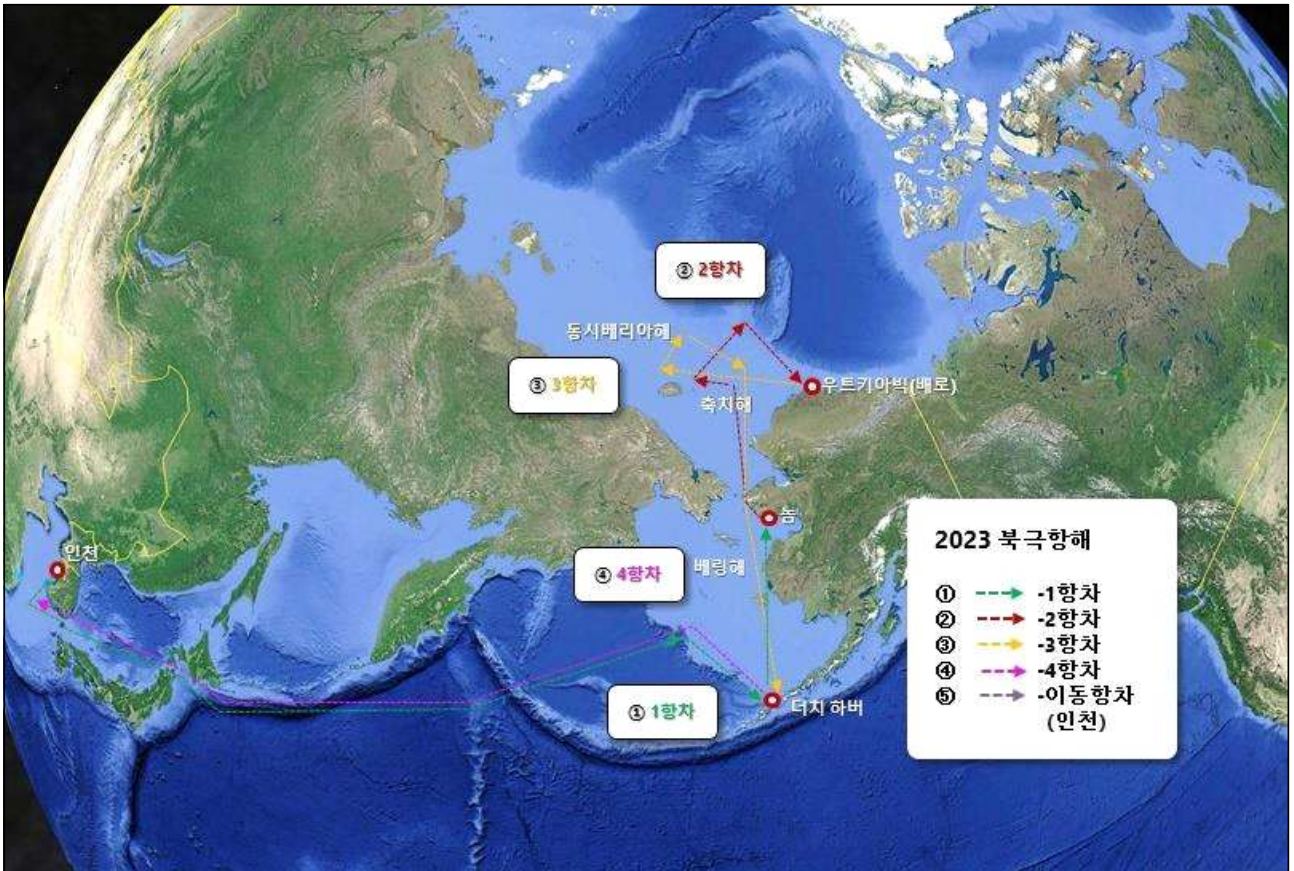 ② 2항차
동시베리아해
③ 3항차
우트키아빅(배로)
축치해
놈
인천
베링해
④ 4항차
더치 하버
① 1항차
2023 북극항해
① -1항차
② -2항차
③ -3항차
④ -4항차
⑤ -이동항차
(인천)